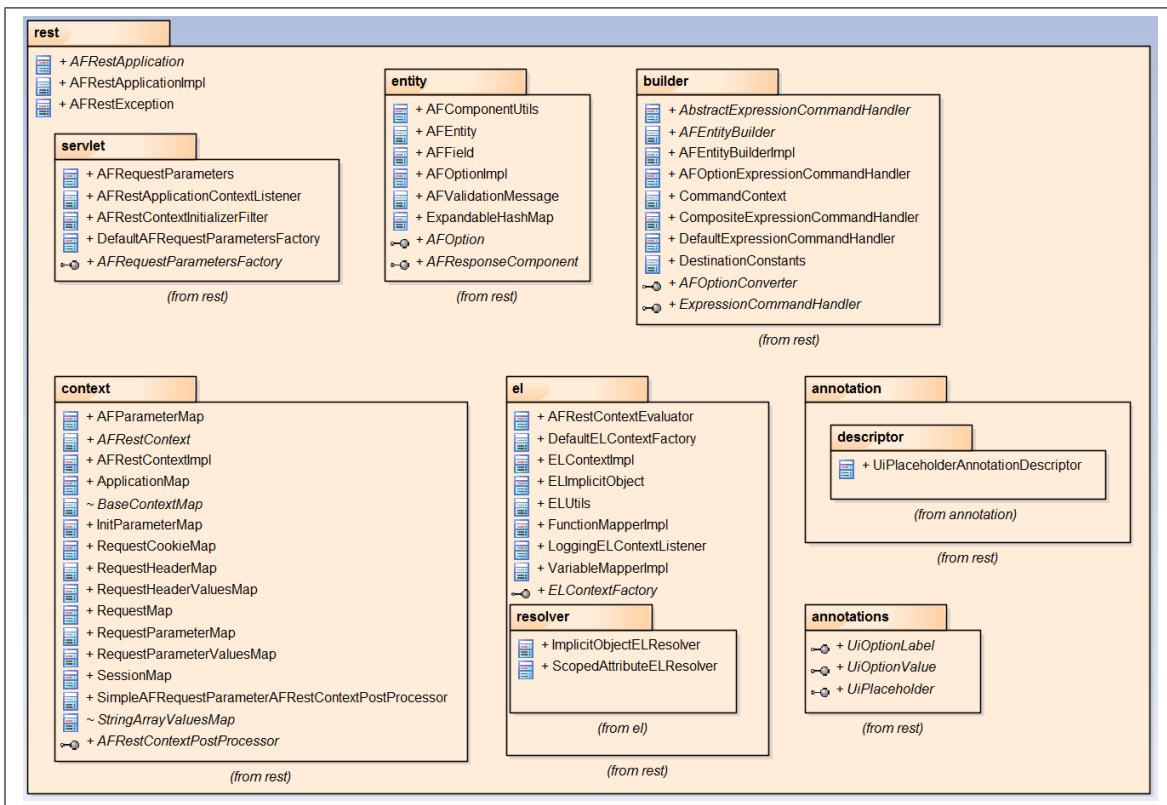 rest
+ AFRestApplication
+ AFRestApplicationImpl
+ AFRestException
servlet
+ AFRequestParameters
+ AFRestApplicationContextListener
+ AFRestContextInitializerFilter
+ DefaultAFRequestParametersFactory
+ AFRequestParametersFactory
(from rest)
entity
+ AFComponentUtils
+ AFEntity
+ AFField
+ AFOptionImpl
+ AFValidationMessage
+ ExpandableHashMap
+ AFOption
+ AFResponseComponent
(from rest)
builder
+ AbstractExpressionCommandHandler
+ AFEntityBuilder
+ AFEntityBuilderImpl
+ AFOptionExpressionCommandHandler
+ CommandContext
+ CompositeExpressionCommandHandler
+ DefaultExpressionCommandHandler
+ DestinationConstants
+ AFOptionConverter
+ ExpressionCommandHandler
(from rest)
context
+ AFParameterMap
+ AFRestContext
+ AFRestContextImpl
+ ApplicationMap
~ BaseContextMap
+ InitParameterMap
+ RequestCookieMap
+ RequestHeaderMap
+ RequestHeaderValuesMap
+ RequestMap
+ RequestParameterMap
+ RequestParameterValuesMap
+ SessionMap
+ SimpleAFRequestParameterAFRestContextPostProcessor
~ StringArrayValuesMap
+ AFRestContextPostProcessor
(from rest)
el
+ AFRestContextEvaluator
+ DefaultELContextFactory
+ ELContextImpl
+ ELImplicitObject
+ ELUtils
+ FunctionMapperImpl
+ LoggingELContextListener
+ VariableMapperImpl
+ ELContextFactory
resolver
+ ImplicitObjectELResolver
+ ScopedAttributeELResolver
(from el)
(from rest)
annotation
descriptor
+ UiPlaceholderAnnotationDescriptor
(from annotation)
(from rest)
annotations
+ UiOptionLabel
+ UiOptionValue
+ UiPlaceholder
(from rest)